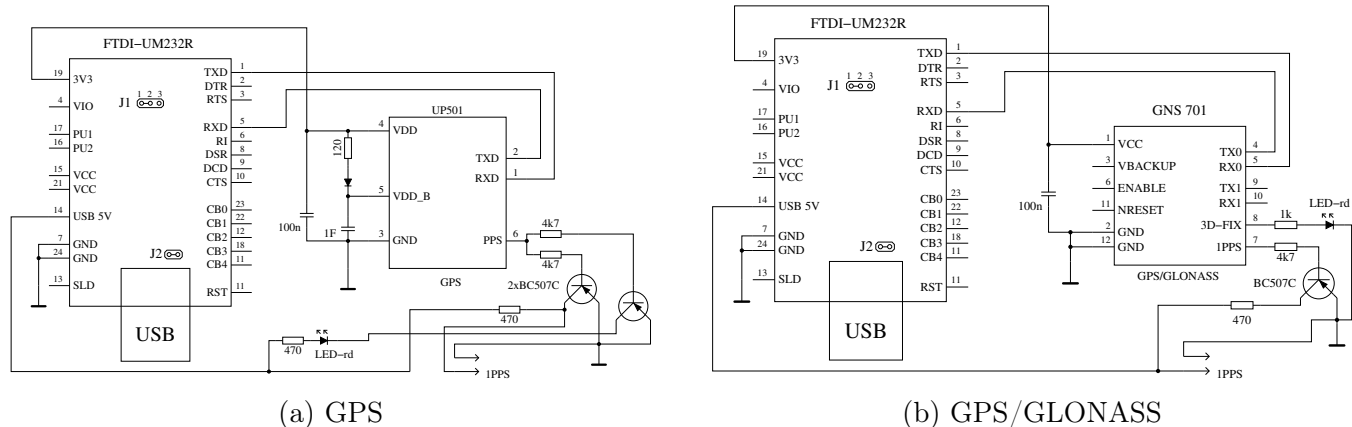 FTDI-UM232R
19 3V3
TXD 1
DTR 2
RTS 3
J1 1 2 3
4 VIO
RXD 5
RI 6
DSR 8
DCD 9
CTS 10
17 PU1
16 PU2
15 VCC
21 VCC
14 USB 5V
CB0 23
CB1 22
CB2 12
CB3 18
CB4 11
7 GND
24 GND
J2
13 SLD
RST 11
USB
UP501
4 VDD
TXD 2
RXD 1
5 VDD_B
3 GND
PPS 6
GPS
120
100n
1F
4k7
4k7
2xBC507C
470
470
LED-rd
1PPS
(a) GPS
FTDI-UM232R
19 3V3
TXD 1
DTR 2
RTS 3
J1 1 2 3
4 VIO
RXD 5
RI 6
DSR 8
DCD 9
CTS 10
17 PU1
16 PU2
15 VCC
21 VCC
14 USB 5V
CB0 23
CB1 22
CB2 12
CB3 18
CB4 11
7 GND
24 GND
J2
13 SLD
RST 11
USB
GNS 701
1 VCC
TX0 4
RX0 5
3 VBACKUP
6 ENABLE
TX1 9
RX1 10
11 NRESET
3D-FIX 8
2 GND
1PPS 7
12 GND
GPS/GLONASS
100n
1k
LED-rd
4k7
BC507C
470
1PPS
(b) GPS/GLONASS